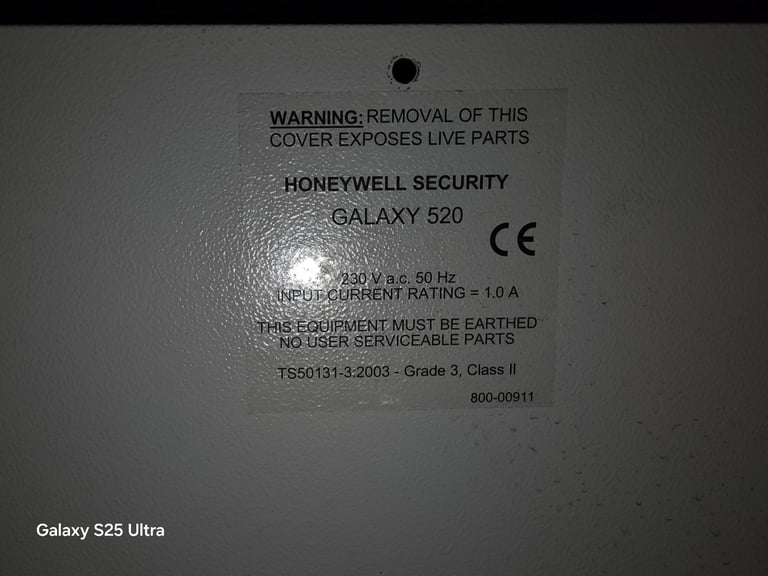 WARNING: REMOVAL OF THIS
COVER EXPOSES LIVE PARTS
HONEYWELL SECURITY
GALAXY 520
CE
230 V a.c. 50 Hz
INPUT CURRENT RATING = 1.0 A
THIS EQUIPMENT MUST BE EARTHED
NO USER SERVICEABLE PARTS
TS50131-3:2003 - Grade 3, Class II
800-00911
Galaxy S25 Ultra